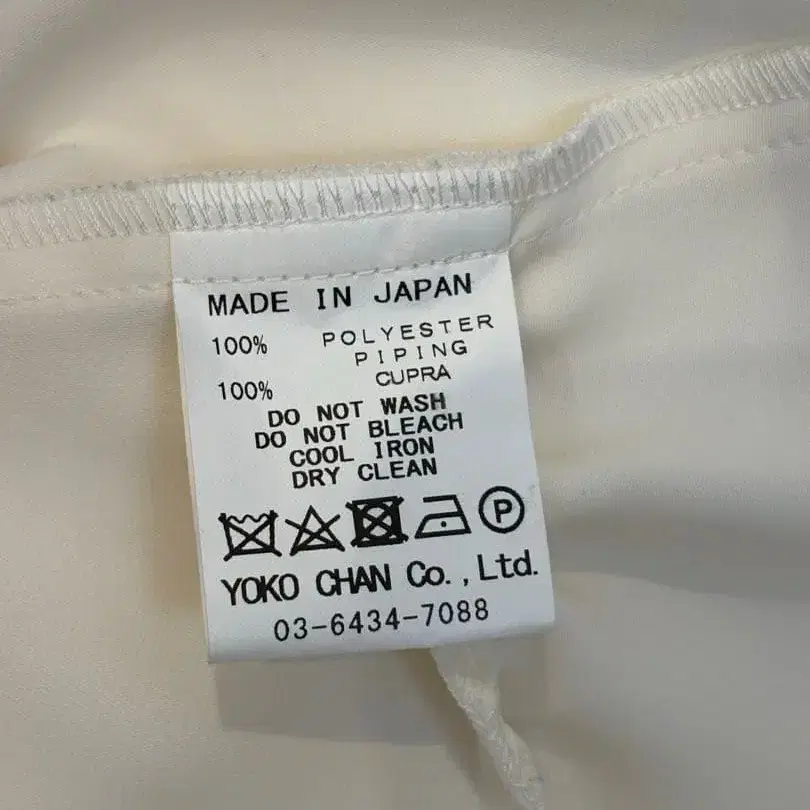 MADE IN JAPAN
100% POLYESTER
PIPING
100% CUPRA
DO NOT WASH
DO NOT BLEACH
COOL IRON
DRY CLEAN
P
YOKO CHAN Co.,Ltd.
03-6434-7088